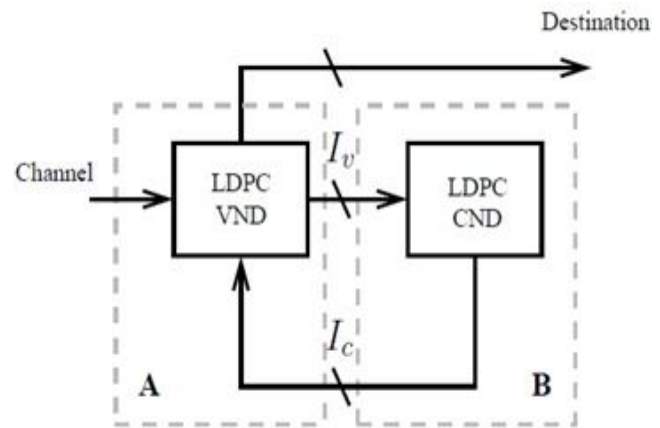 Destination
Channel
LDPC
VND
I_v
LDPC
CND
I_c
A
B